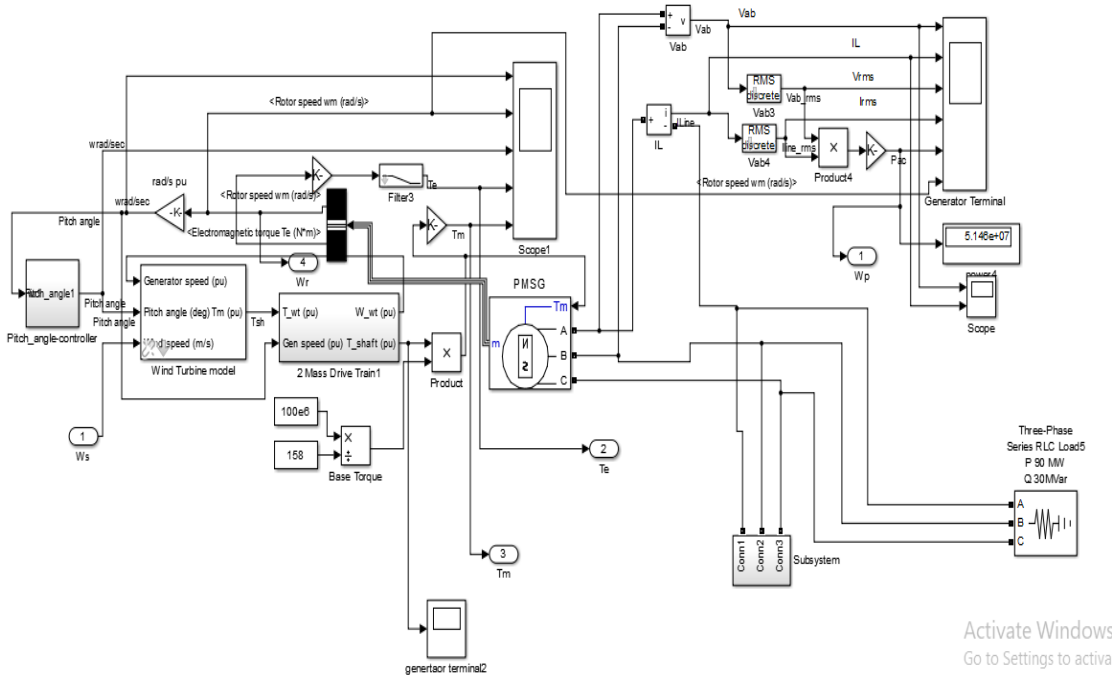 Vab
Vab
Vab
IL
<Rotor speed wm (rad/s)>
RMS
discrete
Vab3
Vab_rms
Vrms
Irms
wrad/sec
i
ILine
IL
RMS
discrete
Vab4
Iline_rms
X
Product4
K-
Pac
rad/s pu
K-
Filter3
Te
<Rotor speed wm (rad/s)>
<Rotor speed wm (rad/s)>
Generator Terminal
wrad/sec
-K-
Pitch angle
<Electromagnetic torque Te (N*m)>
K-
Tm
Scope1
5.146e+07
4
Wr
1
Wp
Scope
PMSG
Pitch_angle1
Pitch_angle-controller
Pitch angle
Pitch angle
Generator speed (pu)
Pitch angle (deg) Tm (pu)
Wind speed (m/s)
Wind Turbine model
Tsh
T_wt (pu)
W_wt (pu)
Gen speed (pu)
T_shaft (pu)
2 Mass Drive Train1
X
Product
Tm
m
N
S
A
B
C
100e6
158
X
÷
Base Torque
1
Ws
2
Te
Three-Phase
Series RLC Load5
P 90 MW
Q 30MVar
A
B
C
Conn1
Conn2
Conn3
Subsystem
3
Tm
genertaor terminal2
Activate Windows
Go to Settings to activa